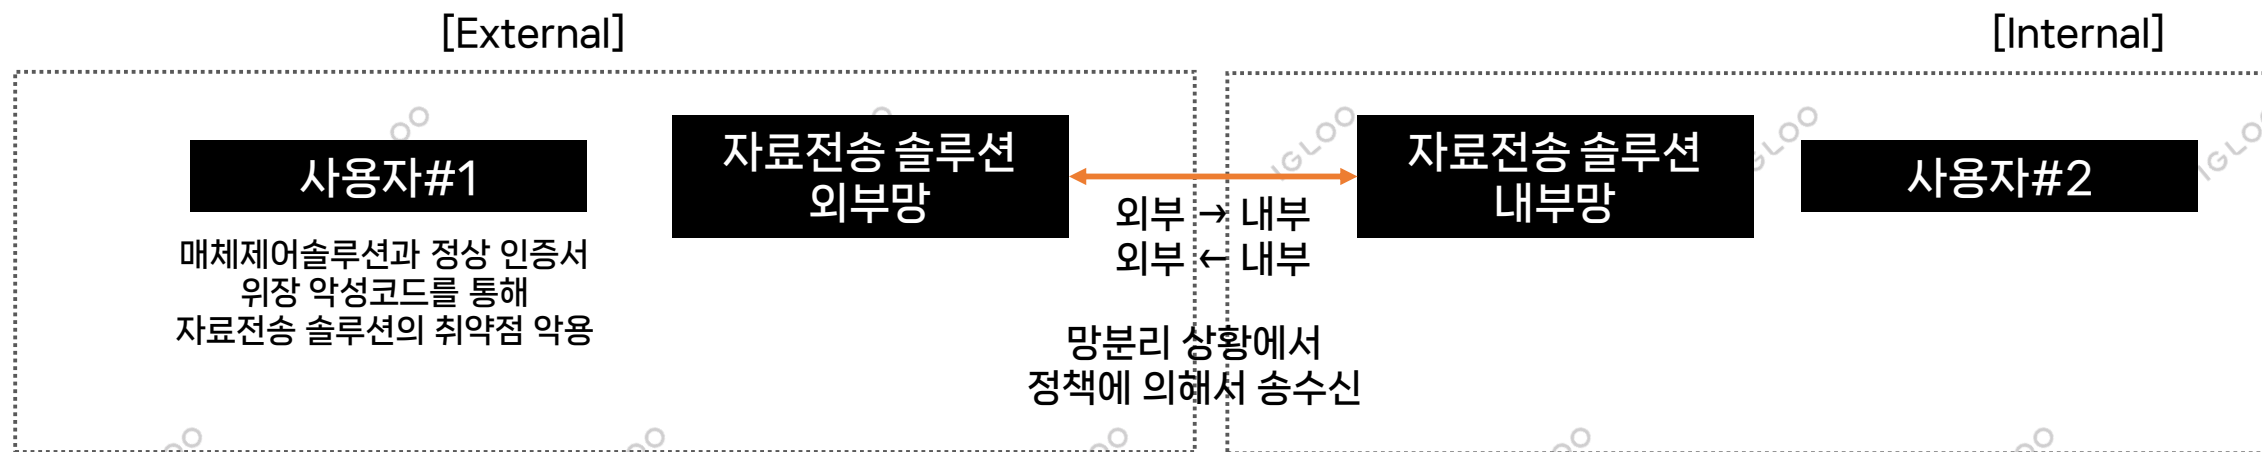 [External]
[Internal]
사용자#1
자료전송 솔루션
외부망
자료전송 솔루션
내부망
사용자#2
매체제어솔루션과 정상 인증서
위장 악성코드를 통해
자료전송 솔루션의 취약점 악용
외부 → 내부
외부 ← 내부
망분리 상황에서
정책에 의해서 송수신
IGLOO